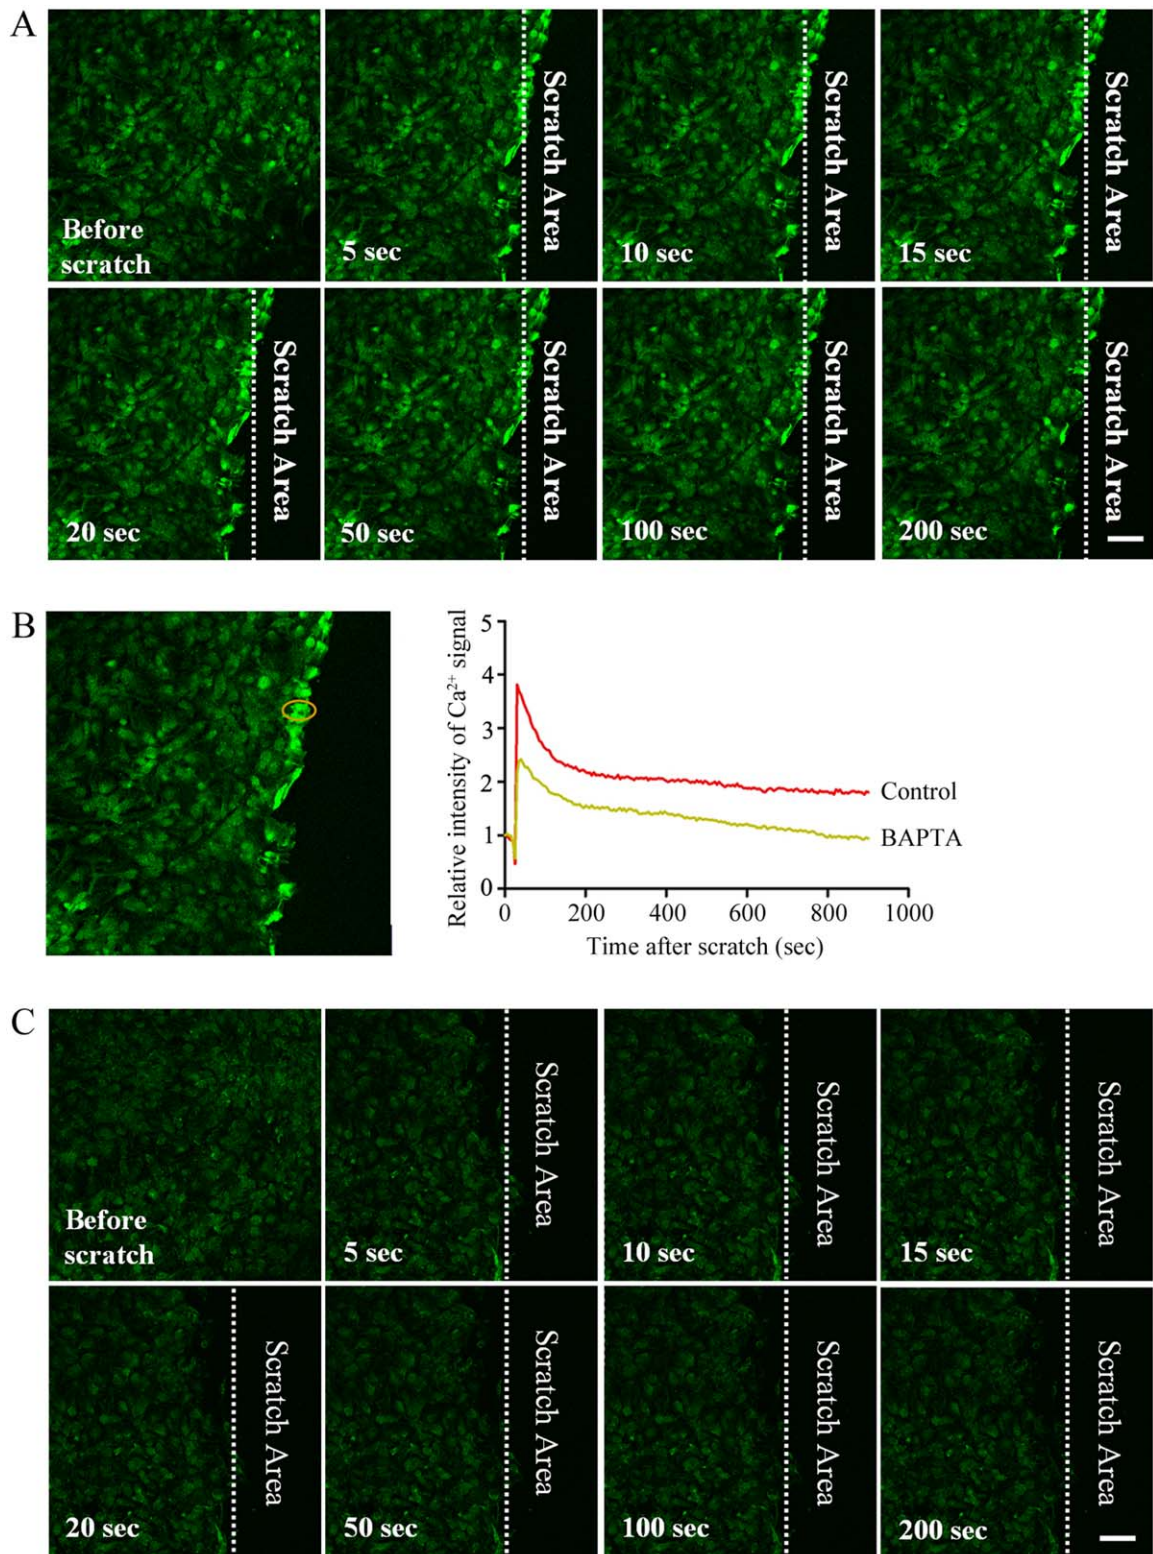 A
Before
scratch
5 sec
Scratch Area
10 sec
Scratch Area
15 sec
Scratch Area
20 sec
Scratch Area
50 sec
Scratch Area
100 sec
Scratch Area
200 sec
Scratch Area
B
Relative intensity of Ca²⁺ signal
5
4
3
2
1
0
0 200 400 600 800 1000
Time after scratch (sec)
Control
BAPTA
C
Before
scratch
5 sec
Scratch Area
10 sec
Scratch Area
15 sec
Scratch Area
20 sec
Scratch Area
50 sec
Scratch Area
100 sec
Scratch Area
200 sec
Scratch Area